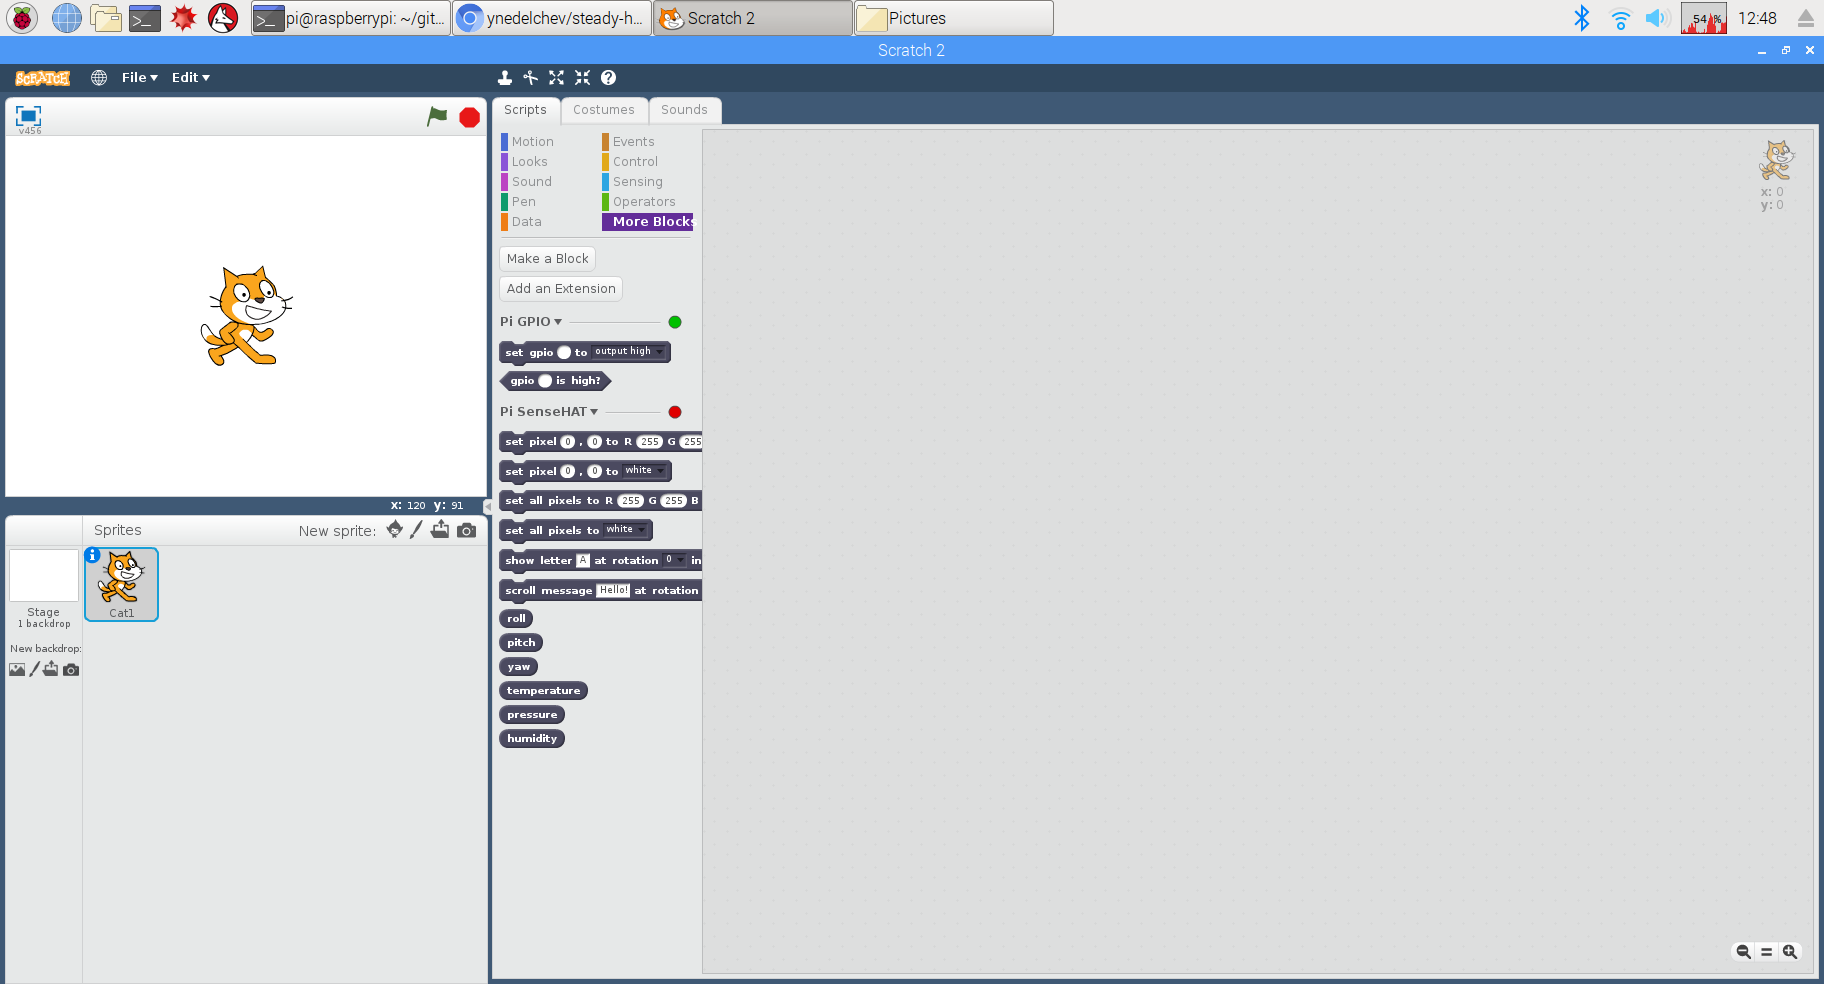 pi@raspberrypi: ~/git...
ynedelchev/steady-h...
Scratch 2
Pictures
54 %
12:48
Scratch 2
SCRATCH
File
Edit
v456
Scripts
Costumes
Sounds
Motion
Events
Looks
Control
Sound
Sensing
Pen
Operators
Data
More Blocks
Make a Block
Add an Extension
Pi GPIO
set gpio to output high
gpio is high?
Pi SenseHAT
set pixel 0 , 0 to R 255 G 255
set pixel 0 , 0 to white
set all pixels to R 255 G 255 B
set all pixels to white
show letter A at rotation 0 in
scroll message Hello! at rotation
roll
pitch
yaw
temperature
pressure
humidity
x: 0
y: 0
x: 120 y: 91
Sprites
New sprite:
Stage
1 backdrop
New backdrop:
Cat1